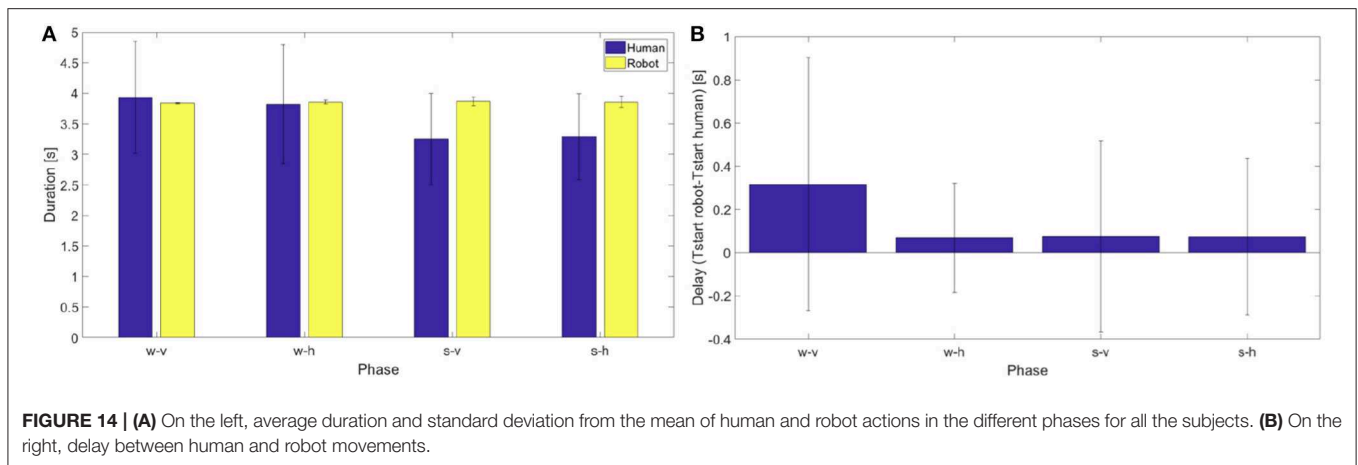 A
5
4.5
4
3.5
3
2.5
2
1.5
1
0.5
0
Duration [s]
Human
Robot
w-v
w-h
s-v
s-h
Phase
B
1
0.8
0.6
0.4
0.2
0
-0.2
-0.4
Delay (Tstart robot-Tstart human) [s]
w-v
w-h
s-v
s-h
Phase
FIGURE 14 | (A) On the left, average duration and standard deviation from the mean of human and robot actions in the different phases for all the subjects. (B) On the
right, delay between human and robot movements.